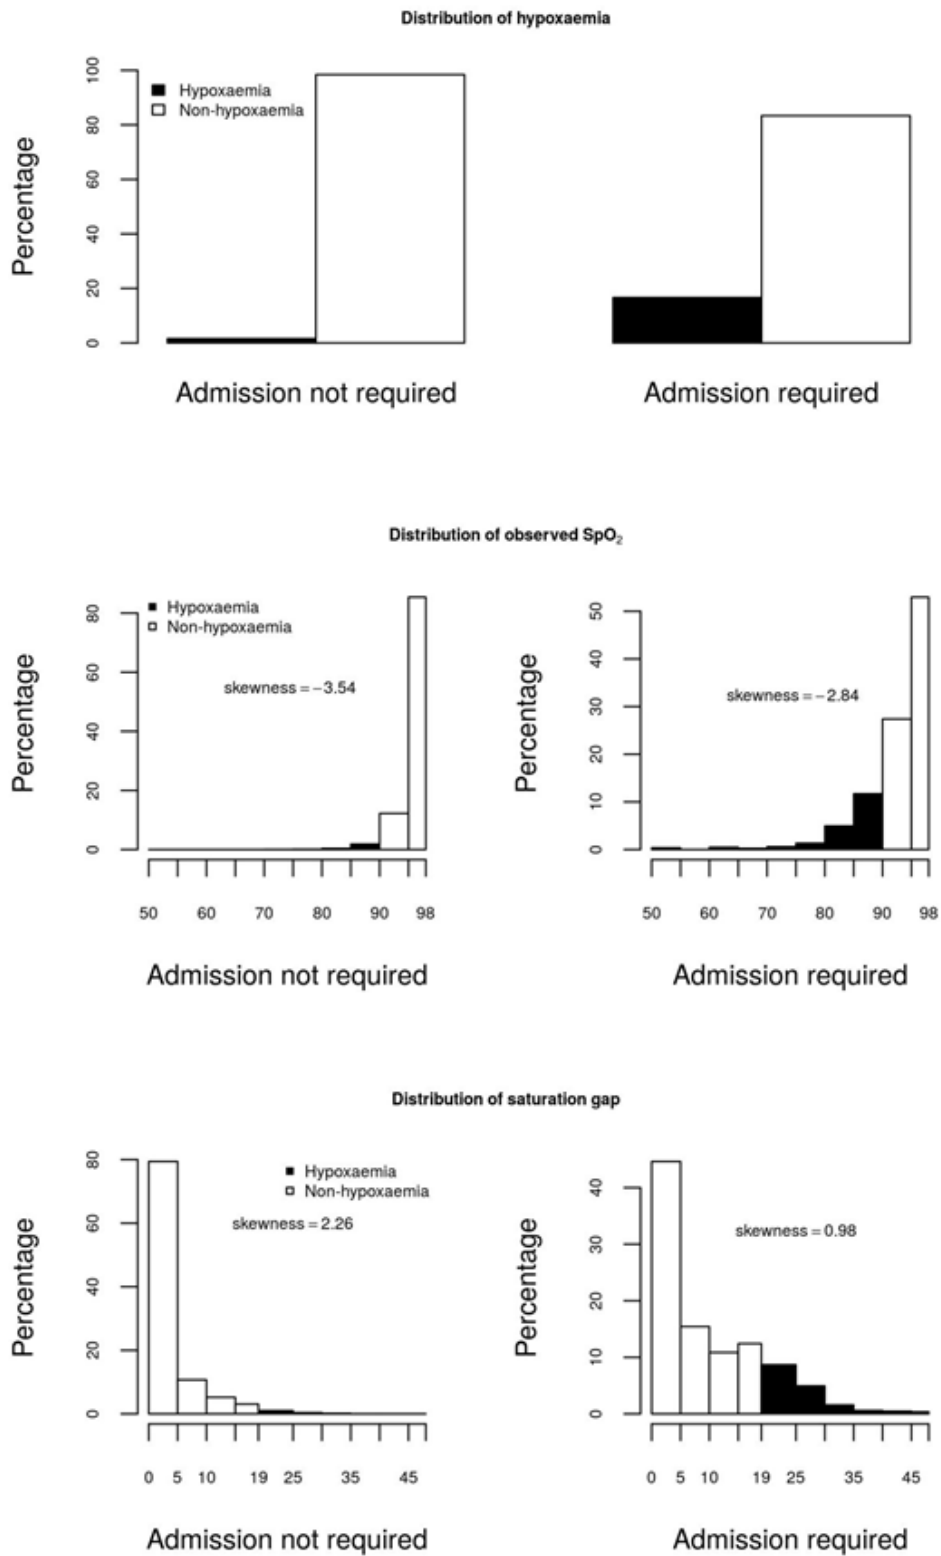 Distribution of hypoxaemia
Percentage
100
80
60
40
20
0
Hypoxaemia
Non-hypoxaemia
Admission not required
Admission required
Distribution of observed SpO₂
Percentage
80
60
40
20
0
Hypoxaemia
Non-hypoxaemia
skewness = −3.54
50 60 70 80 90 98
Admission not required
Percentage
50
40
30
20
10
0
skewness = −2.84
50 60 70 80 90 98
Admission required
Distribution of saturation gap
Percentage
80
60
40
20
0
Hypoxaemia
Non-hypoxaemia
skewness = 2.26
0 5 10 19 25 35 45
Admission not required
Percentage
40
30
20
10
0
skewness = 0.98
0 5 10 19 25 35 45
Admission required